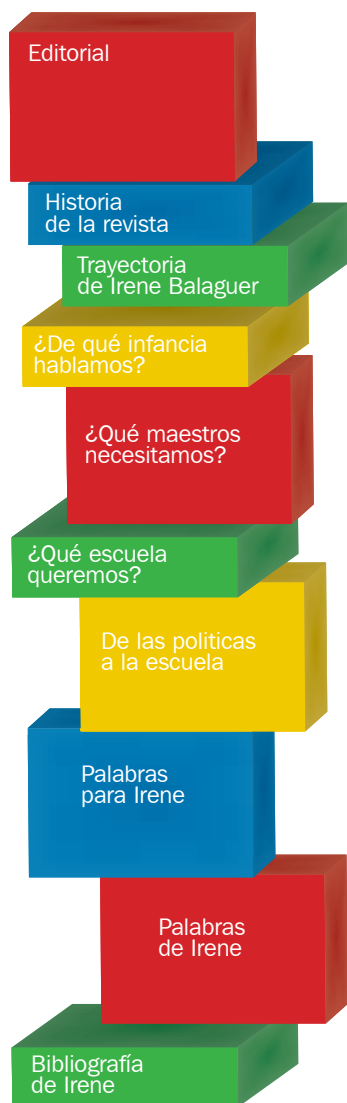 Editorial
Historia
de la revista
Trayectoria
de Irene Balaguer
¿De qué infancia
hablamos?
¿Qué maestros
necesitamos?
¿Qué escuela
queremos?
De las politicas
a la escuela
Palabras
para Irene
Palabras
de Irene
Bibliografía
de Irene